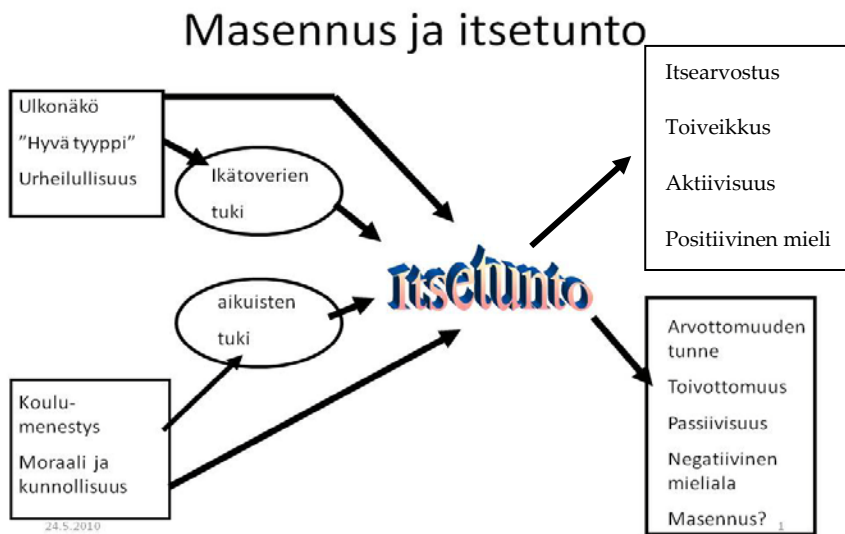 Masennus ja itsetunto
Ulkonäkö
”Hyvä tyyppi”
Urheilullisuus
Ikätoverien
tuki
aikuisten
tuki
Koulu-
menestys
Moraali ja
kunnollisuus
Itsetunto
Itsearvostus
Toiveikkus
Aktiivisuus
Positiivinen mieli
Arvottomuuden
tunne
Toivottomuus
Passiivisuus
Negatiivinen
mieliala
Masennus?
24.5.2010
1